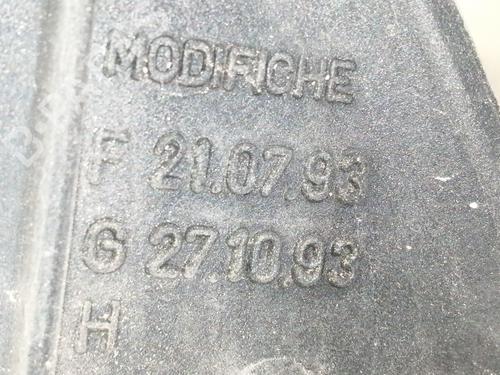 MODIFICHE
F 21.07.93
G 27.10.93
H